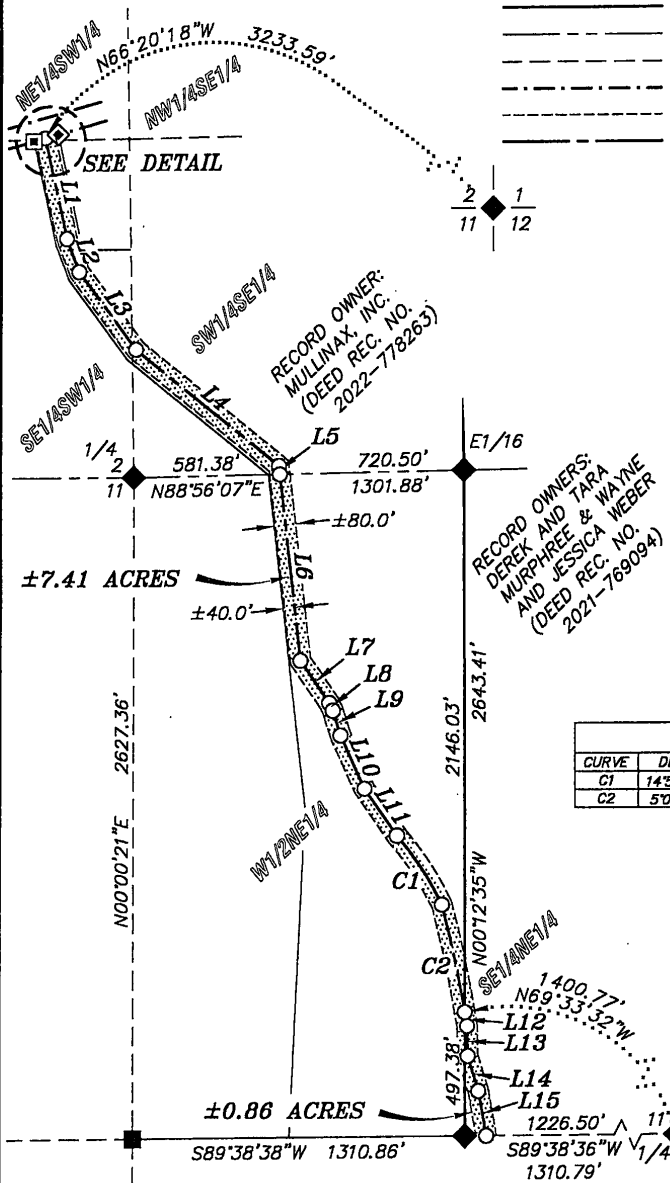 N66°20'18"W 3233.59'
NE1/4SW1/4
NW1/4SE1/4
SEE DETAIL
2 1
11 12
L1
L2
L3
SW1/4SE1/4
SE1/4SW1/4
L4
RECORD OWNER:
MULLINAX, INC.
(DEED REC. NO.
2022-778263)
L5
1/4
2
11
581.38' 720.50'
N88°56'07"E 1301.88'
E1/16
RECORD OWNERS:
DEREK AND TARA
MURPHREE & WAYNE
AND JESSICA WEBER
(DEED REC. NO.
2021-769094)
±80.0'
L6
±7.41 ACRES
±40.0'
L7
L8
L9
L10
L11
2627.36'
N00°00'21"E
2146.03'
2643.41'
N00°12'35"W
W1/2NE1/4
CURVE
C1
C2
C1
C2
SE1/4NE1/4
1400.77'
N69°33'32"W
L12
L13
L14
L15
497.38'
±0.86 ACRES
1226.50'
11
1/4
S89°38'38"W 1310.86'
S89°38'36"W
1310.79'